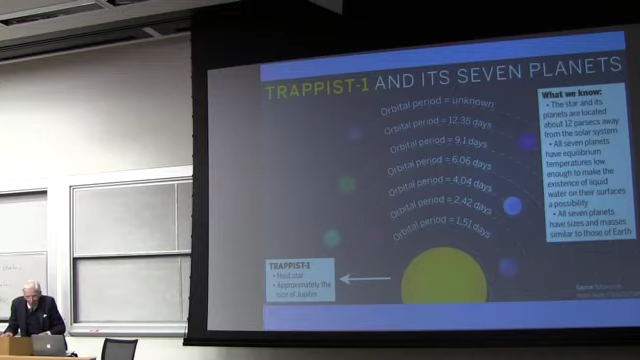 TRAPPIST-1 AND ITS SEVEN PLANETS
Orbital period = unknown
Orbital period = 12.35 days
Orbital period = 9.1 days
Orbital period = 6.06 days
Orbital period = 4.04 days
Orbital period = 2.42 days
Orbital period = 1.51 days
What we know:
• The star and its
planets are located
about 12 parsecs away
from the solar system
• All seven planets
have equilibrium
temperatures low
enough to make the
existence of liquid
water on their surfaces
a possibility
• All seven planets
have sizes and masses
similar to those of Earth
TRAPPIST-1
• Host star
• Approximately the
size of Jupiter
Source